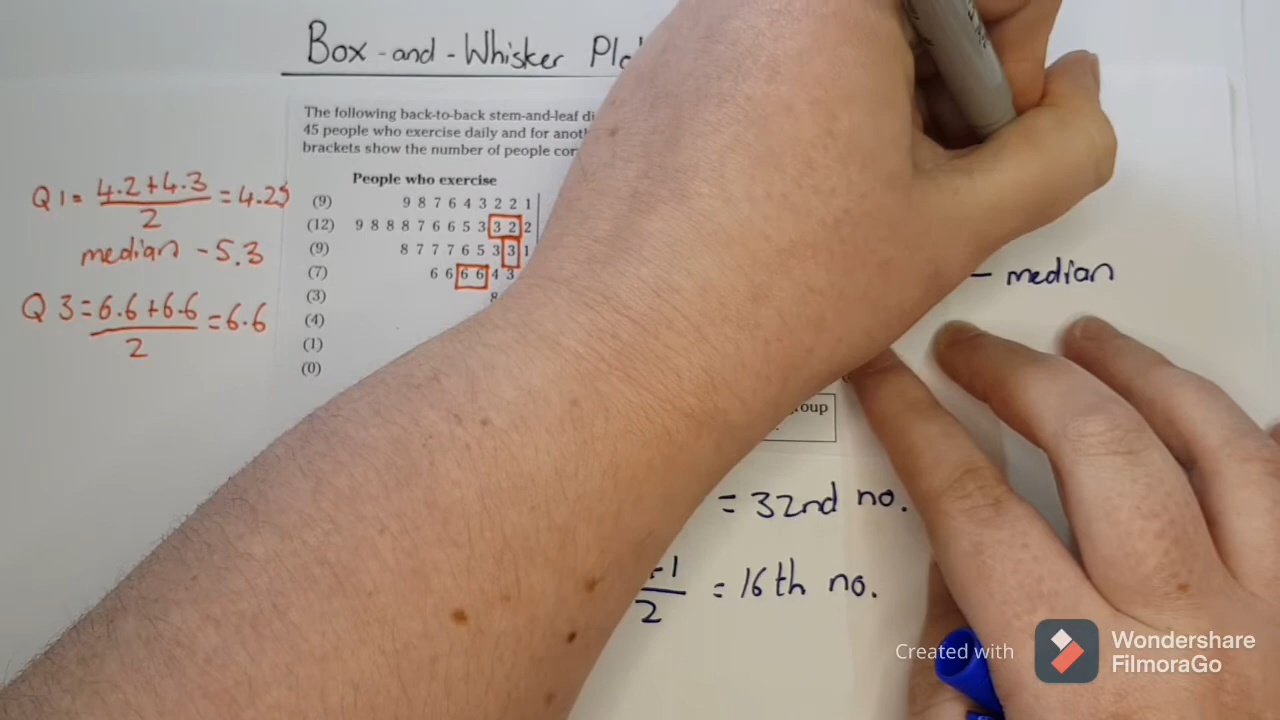 Box-and-Whisker
The following back-to-back stem-and-leaf
45 people who exercise daily and for
brackets show the number of people
People who exercise
(9) 9 8 7 6 4 3 2 2 1
(12) 9 8 8 8 7 6 6 5 3 3 2 2
(9) 8 7 7 7 6 5 3 3 1
(7) 6 6 6 6 4 3
(3) 8
(4)
(1)
(0)
Q1= 4.2+4.3 = 4.25
2
median - 5.3
Q3= 6.6+6.6 = 6.6
2
- median
= 32nd no.
+1
2
= 16th no.
Created with
Wondershare
FilmoraGo